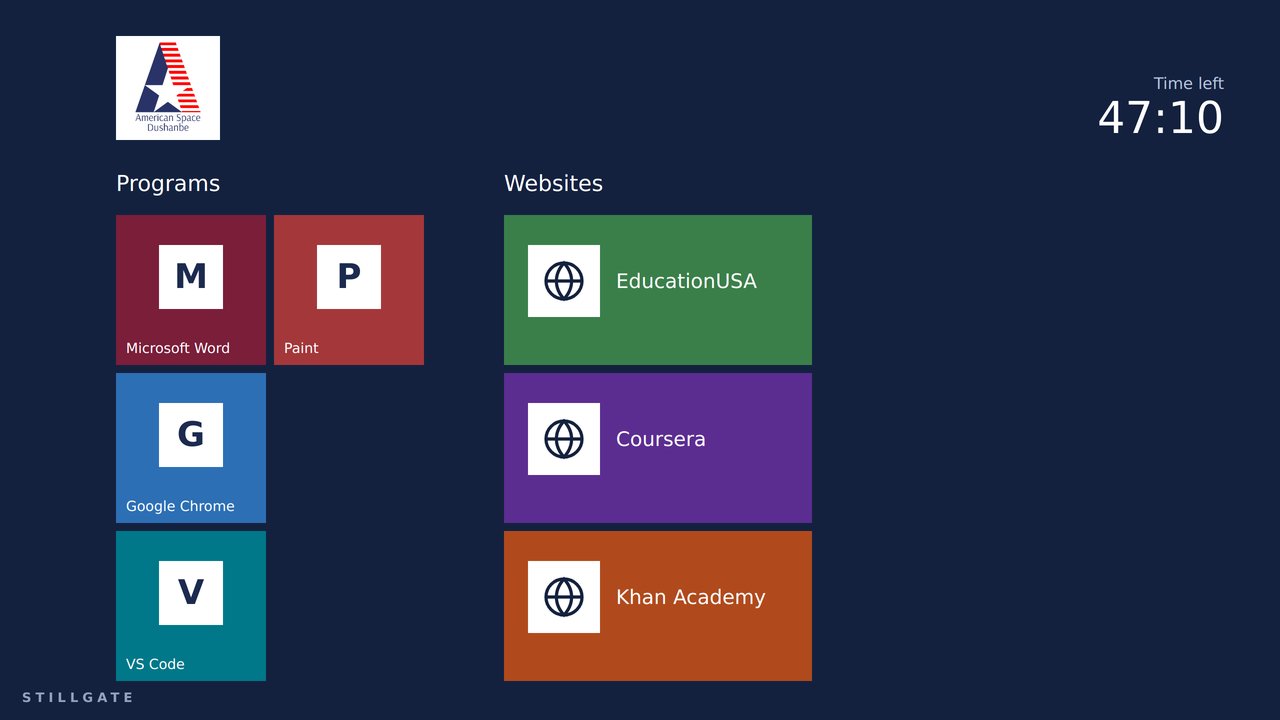 American Space
Dushanbe
Time left
47:10
Programs
Websites
M
Microsoft Word
P
Paint
EducationUSA
G
Google Chrome
Coursera
V
VS Code
Khan Academy
STILLGATE